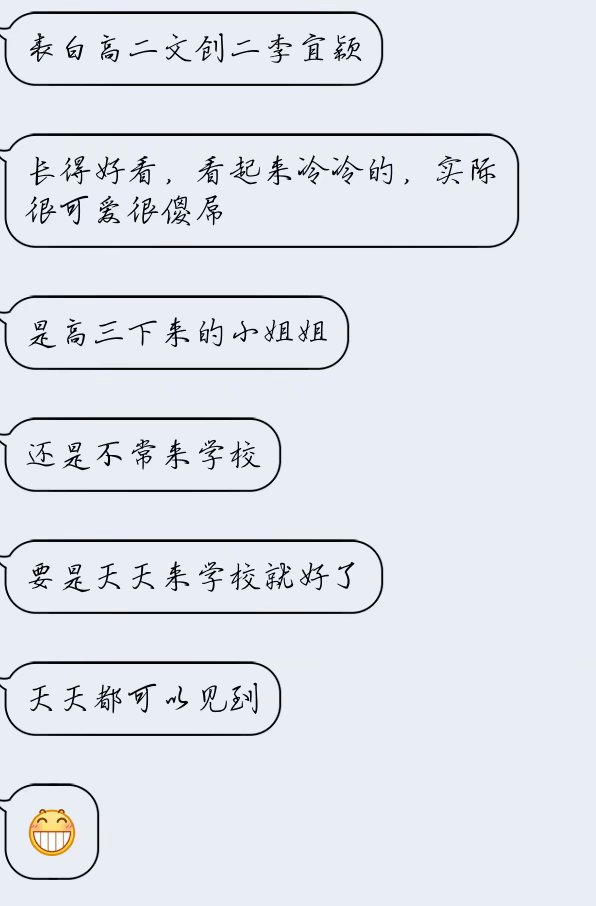 表白高二文创二李宜颖
长得好看，看起来冷冷的，实际
很可爱很傻屌
是高三下来的小姐姐
还是不常来学校
要是天天来学校就好了
天天都可以见到